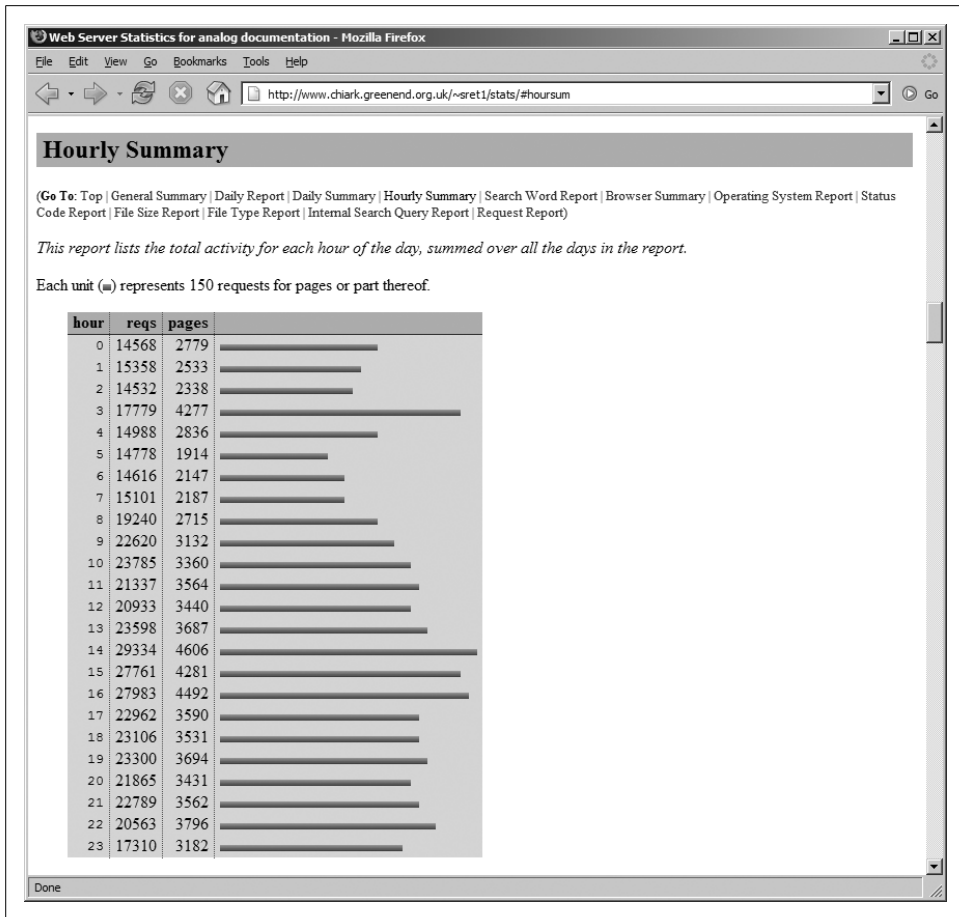 Web Server Statistics for analog documentation - Mozilla Firefox
File Edit View Go Bookmarks Tools Help
http://www.chiark.greenend.org.uk/~sret1/stats/#hoursum Go
Hourly Summary
(Go To: Top | General Summary | Daily Report | Daily Summary | Hourly Summary | Search Word Report | Browser Summary | Operating System Report | Status
Code Report | File Size Report | File Type Report | Internal Search Query Report | Request Report)
This report lists the total activity for each hour of the day, summed over all the days in the report.
Each unit (▬) represents 150 requests for pages or part thereof.
hour reqs pages
0 14568 2779
1 15358 2533
2 14532 2338
3 17779 4277
4 14988 2836
5 14778 1914
6 14616 2147
7 15101 2187
8 19240 2715
9 22620 3132
10 23785 3360
11 21337 3564
12 20933 3440
13 23598 3687
14 29334 4606
15 27761 4281
16 27983 4492
17 22962 3590
18 23106 3531
19 23300 3694
20 21865 3431
21 22789 3562
22 20563 3796
23 17310 3182
Done